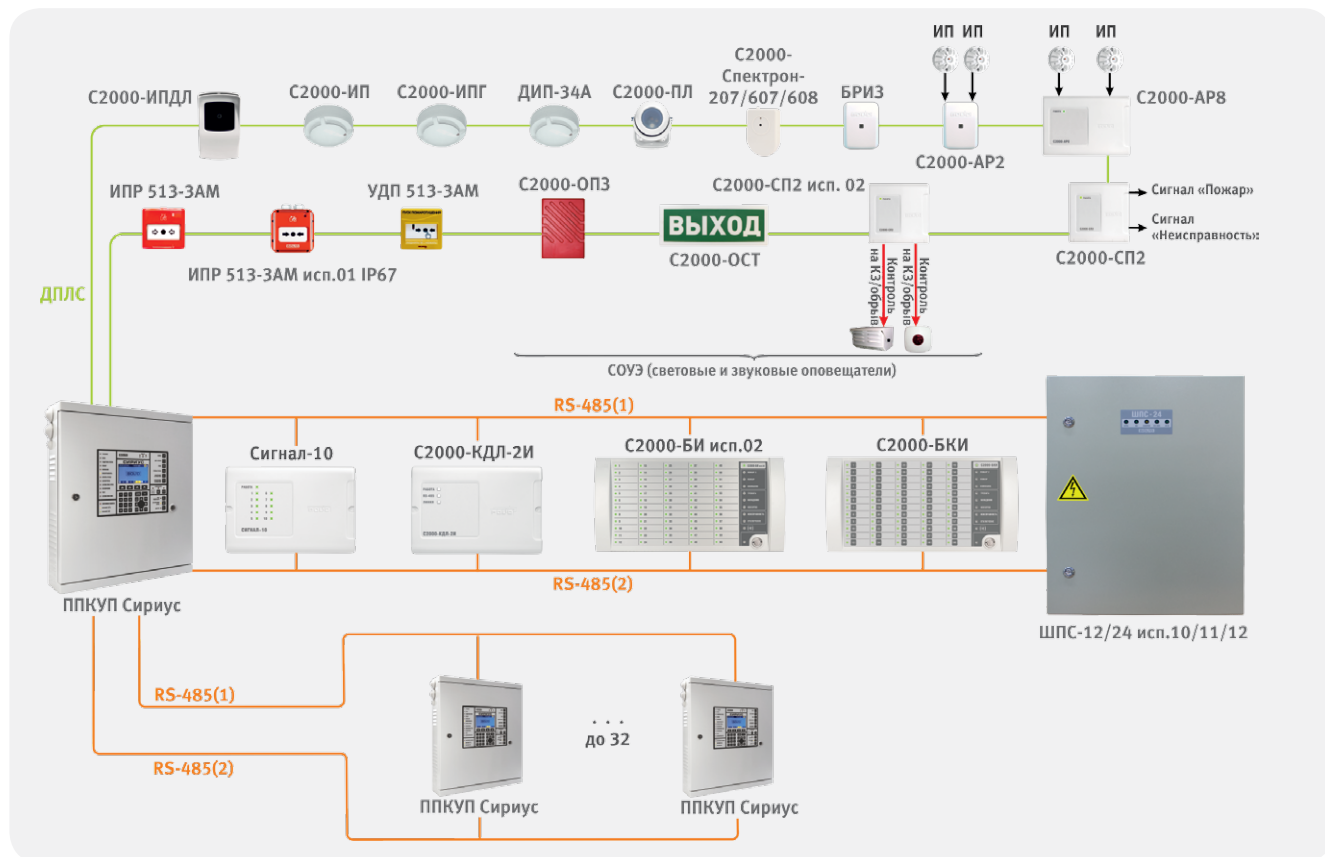 ИП ИП
ИП ИП
С2000-
Спектрон-
207/607/608
С2000-ИПДЛ
С2000-ИП
С2000-ИПГ
ДИП-34А
С2000-ПЛ
БРИЗ
С2000-АР8
С2000-АР2
ИПР 513-3АМ
УДП 513-3АМ
С2000-ОПЗ
С2000-СП2 исп. 02
Сигнал «Пожар»
Сигнал
«Неисправность»:
ВЫХОД
ИПР 513-3АМ исп.01 IP67
С2000-ОСТ
С2000-СП2
Контроль
на КЗ/обрыв
Контроль
на КЗ/обрыв
ДПЛС
СОУЭ (световые и звуковые оповещатели)
RS-485(1)
ШПС-24
Сигнал-10
С2000-КДЛ-2И
С2000-БИ исп.02
С2000-БКИ
СИГНАЛ-10
С2000-КДЛ-2И
RS-485(2)
ППКУП Сириус
ШПС-12/24 исп.10/11/12
RS-485(1)
. . .
до 32
RS-485(2)
ППКУП Сириус
ППКУП Сириус